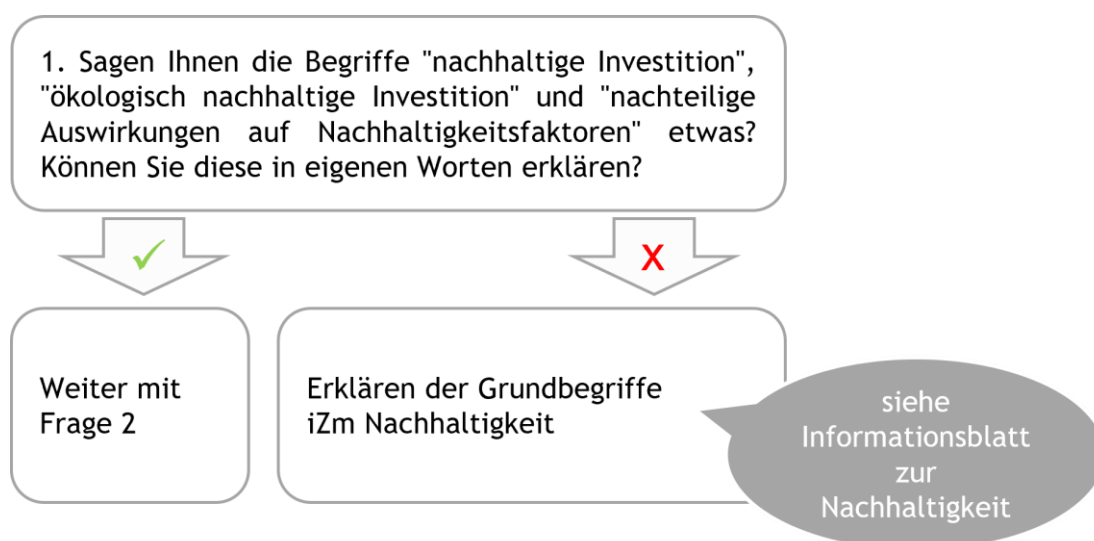 1. Sagen Ihnen die Begriffe "nachhaltige Investition",
"ökologisch nachhaltige Investition" und "nachteilige
Auswirkungen auf Nachhaltigkeitsfaktoren" etwas?
Können Sie diese in eigenen Worten erklären?
✓
X
Weiter mit
Frage 2
Erklären der Grundbegriffe
iZm Nachhaltigkeit
siehe
Informationsblatt
zur
Nachhaltigkeit